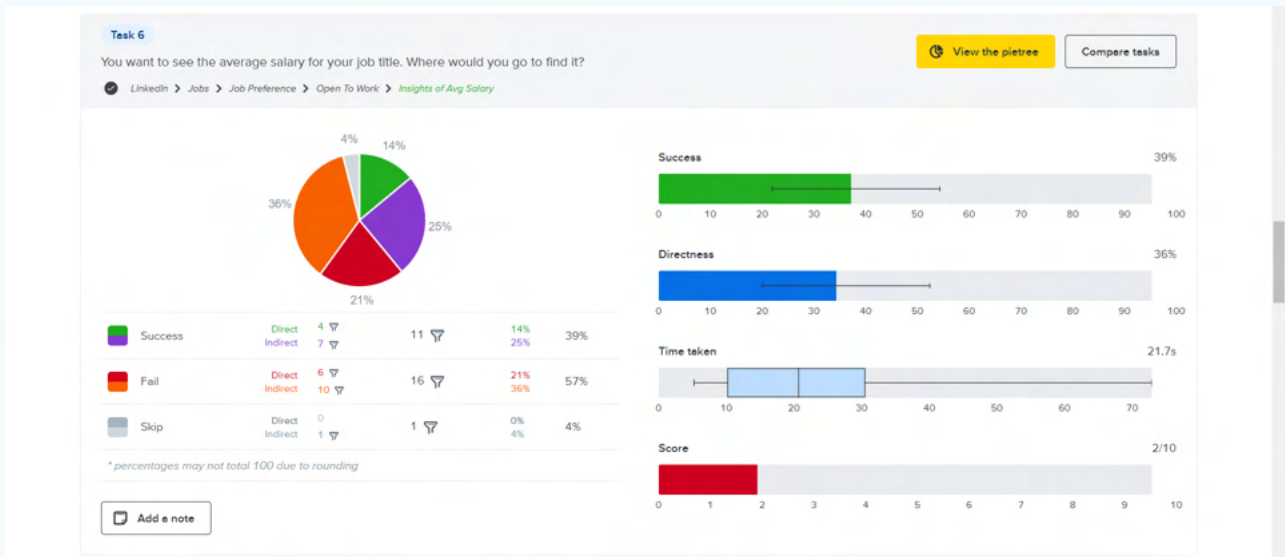 Task 6
You want to see the average salary for your job title. Where would you go to find it?
LinkedIn > Jobs > Job Preference > Open To Work > Insights of Avg Salary
View the pietree
Compare tasks
4%
14%
36%
25%
21%
Success Direct 4 11 14% 39%
Indirect 7 25%
Fail Direct 6 16 21% 57%
Indirect 10 36%
Skip Direct 0 1 0% 4%
Indirect 1 4%
* percentages may not total 100 due to rounding
Add a note
Success 39%
0 10 20 30 40 50 60 70 80 90 100
Directness 36%
0 10 20 30 40 50 60 70 80 90 100
Time taken 21.7s
0 10 20 30 40 50 60 70
Score 2/10
0 1 2 3 4 5 6 7 8 9 10